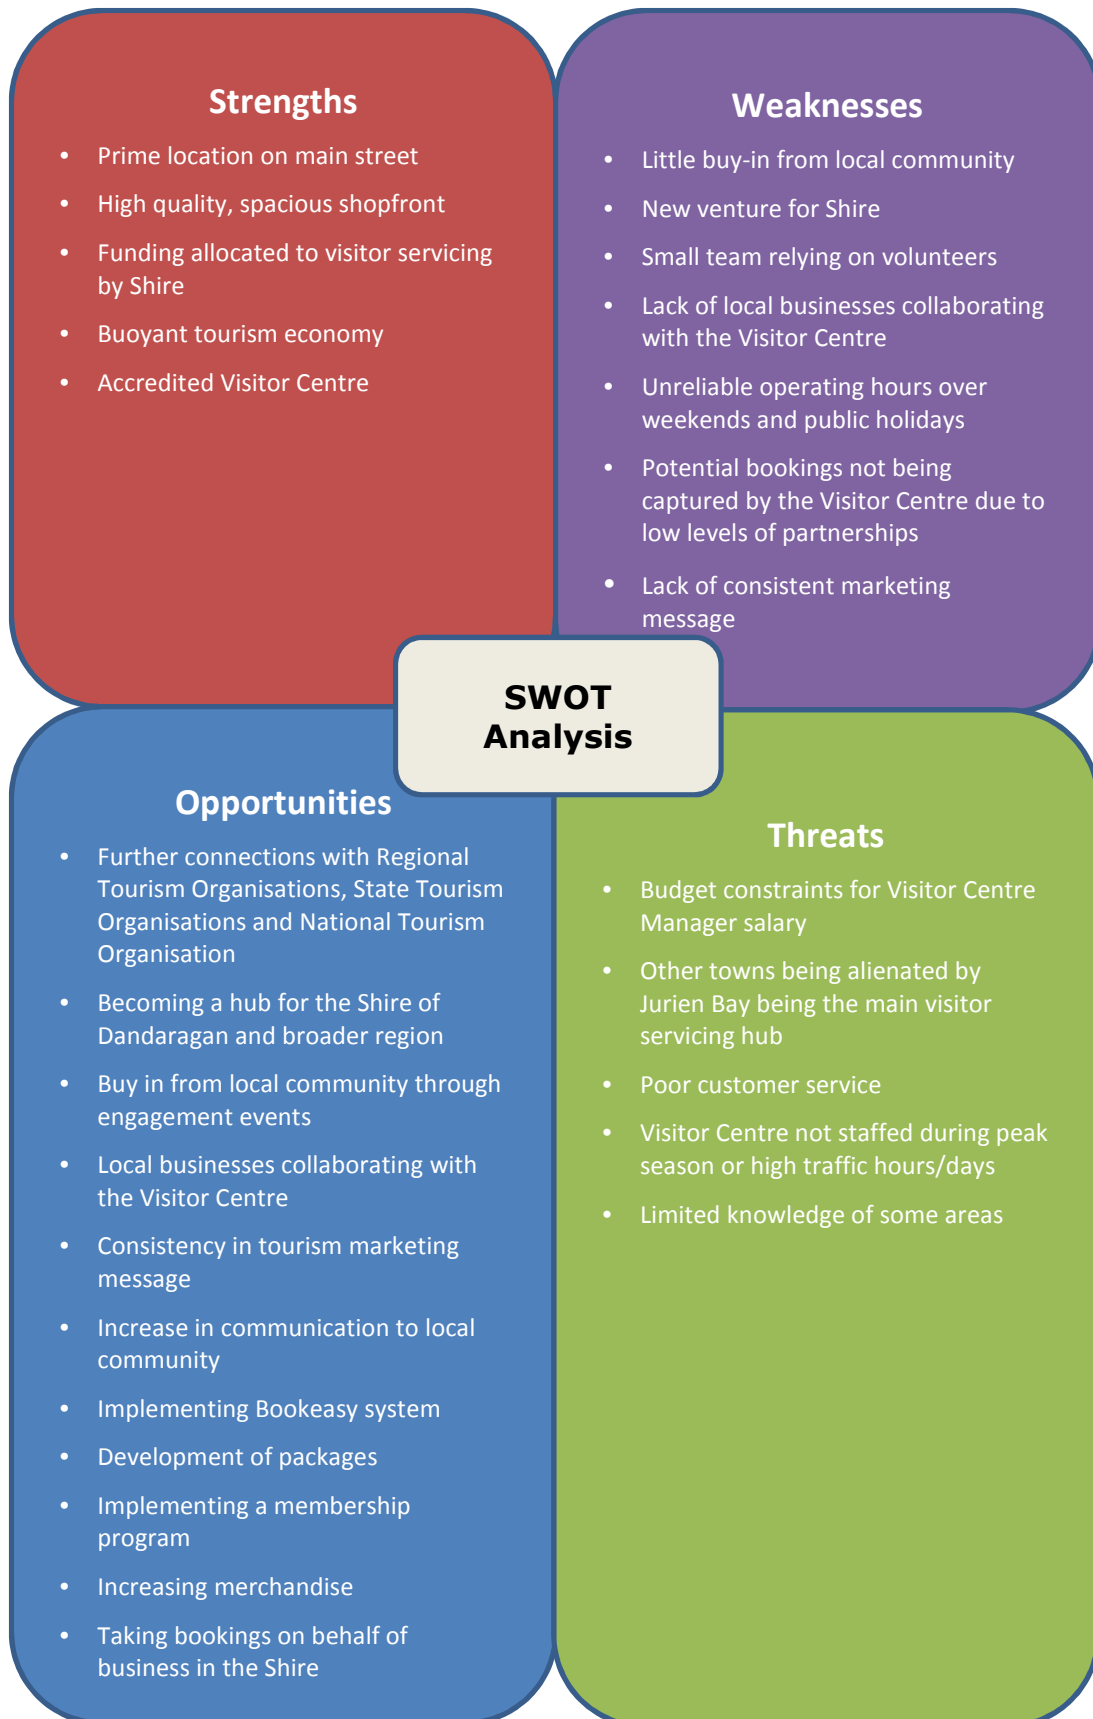 Strengths
• Prime location on main street
• High quality, spacious shopfront
• Funding allocated to visitor servicing
by Shire
• Buoyant tourism economy
• Accredited Visitor Centre
Weaknesses
• Little buy-in from local community
• New venture for Shire
• Small team relying on volunteers
• Lack of local businesses collaborating
with the Visitor Centre
• Unreliable operating hours over
weekends and public holidays
• Potential bookings not being
captured by the Visitor Centre due to
low levels of partnerships
• Lack of consistent marketing
message
SWOT
Analysis
Opportunities
• Further connections with Regional
Tourism Organisations, State Tourism
Organisations and National Tourism
Organisation
• Becoming a hub for the Shire of
Dandaragan and broader region
• Buy in from local community through
engagement events
• Local businesses collaborating with
the Visitor Centre
• Consistency in tourism marketing
message
• Increase in communication to local
community
• Implementing Bookeasy system
• Development of packages
• Implementing a membership
program
• Increasing merchandise
• Taking bookings on behalf of
business in the Shire
Threats
• Budget constraints for Visitor Centre
Manager salary
• Other towns being alienated by
Jurien Bay being the main visitor
servicing hub
• Poor customer service
• Visitor Centre not staffed during peak
season or high traffic hours/days
• Limited knowledge of some areas